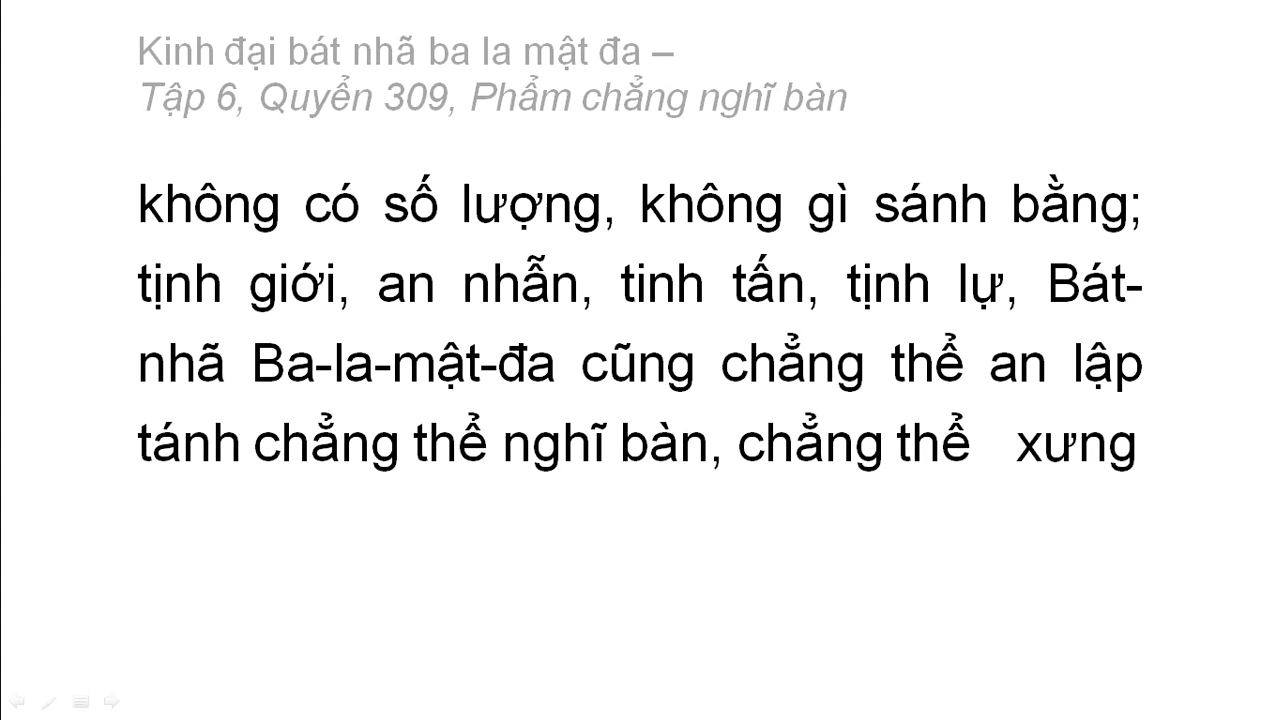 Kinh đại bát nhã ba la mật đa –
Tập 6, Quyển 309, Phẩm chẳng nghĩ bàn
không có số lượng, không gì sánh bằng;
tịnh giới, an nhẫn, tinh tấn, tịnh lự, Bát-
nhã Ba-la-mật-đa cũng chẳng thể an lập
tánh chẳng thể nghĩ bàn, chẳng thể xưng